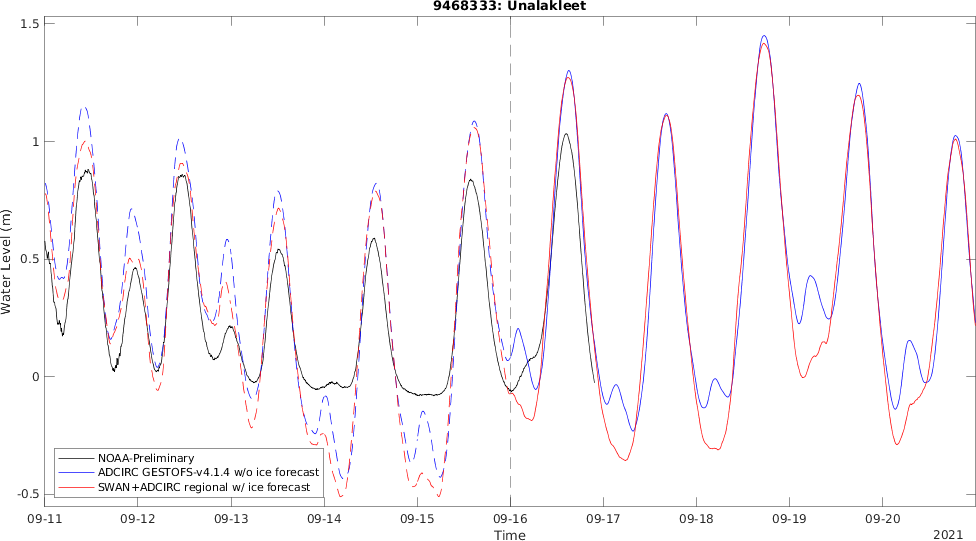 9468333: Unalakleet
1.5
1
0.5
0
-0.5
Water Level (m)
NOAA-Preliminary
ADCIRC GESTOFS-v4.1.4 w/o ice forecast
SWAN+ADCIRC regional w/ ice forecast
09-11 09-12 09-13 09-14 09-15 09-16 09-17 09-18 09-19 09-20
Time
2021